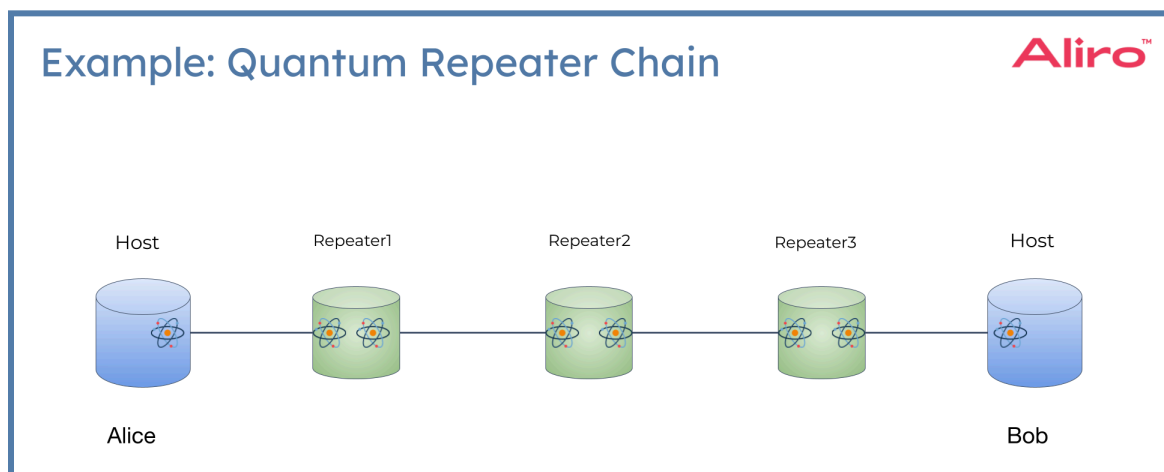 Example: Quantum Repeater Chain
Aliro™
Host
Repeater1
Repeater2
Repeater3
Host
Alice
Bob